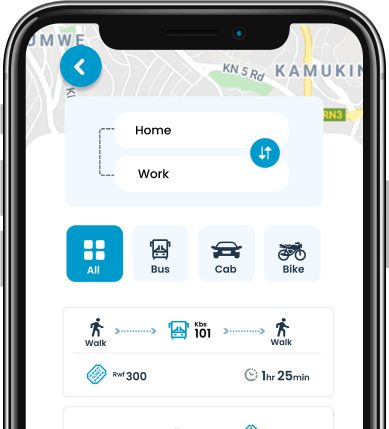 UMWE
KN 5 Rd
KAMUKIN
RN3
KI
Home
Work
All
Bus
Cab
Bike
Walk
Kbs
101
Walk
Rwf 300
1hr 25min